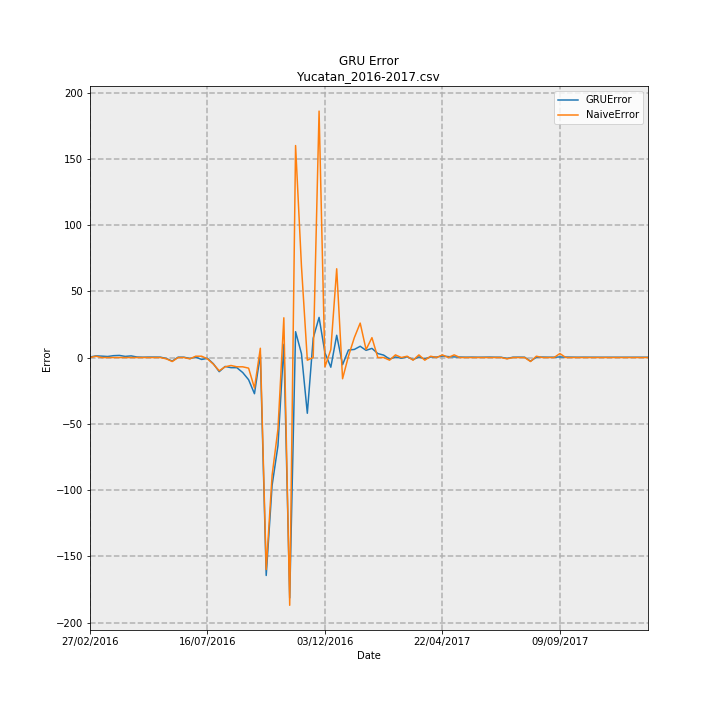 GRU Error
Yucatan_2016-2017.csv
GRUError
NaiveError
200
150
100
50
0
−50
−100
−150
−200
Error
27/02/2016
16/07/2016
03/12/2016
22/04/2017
09/09/2017
Date